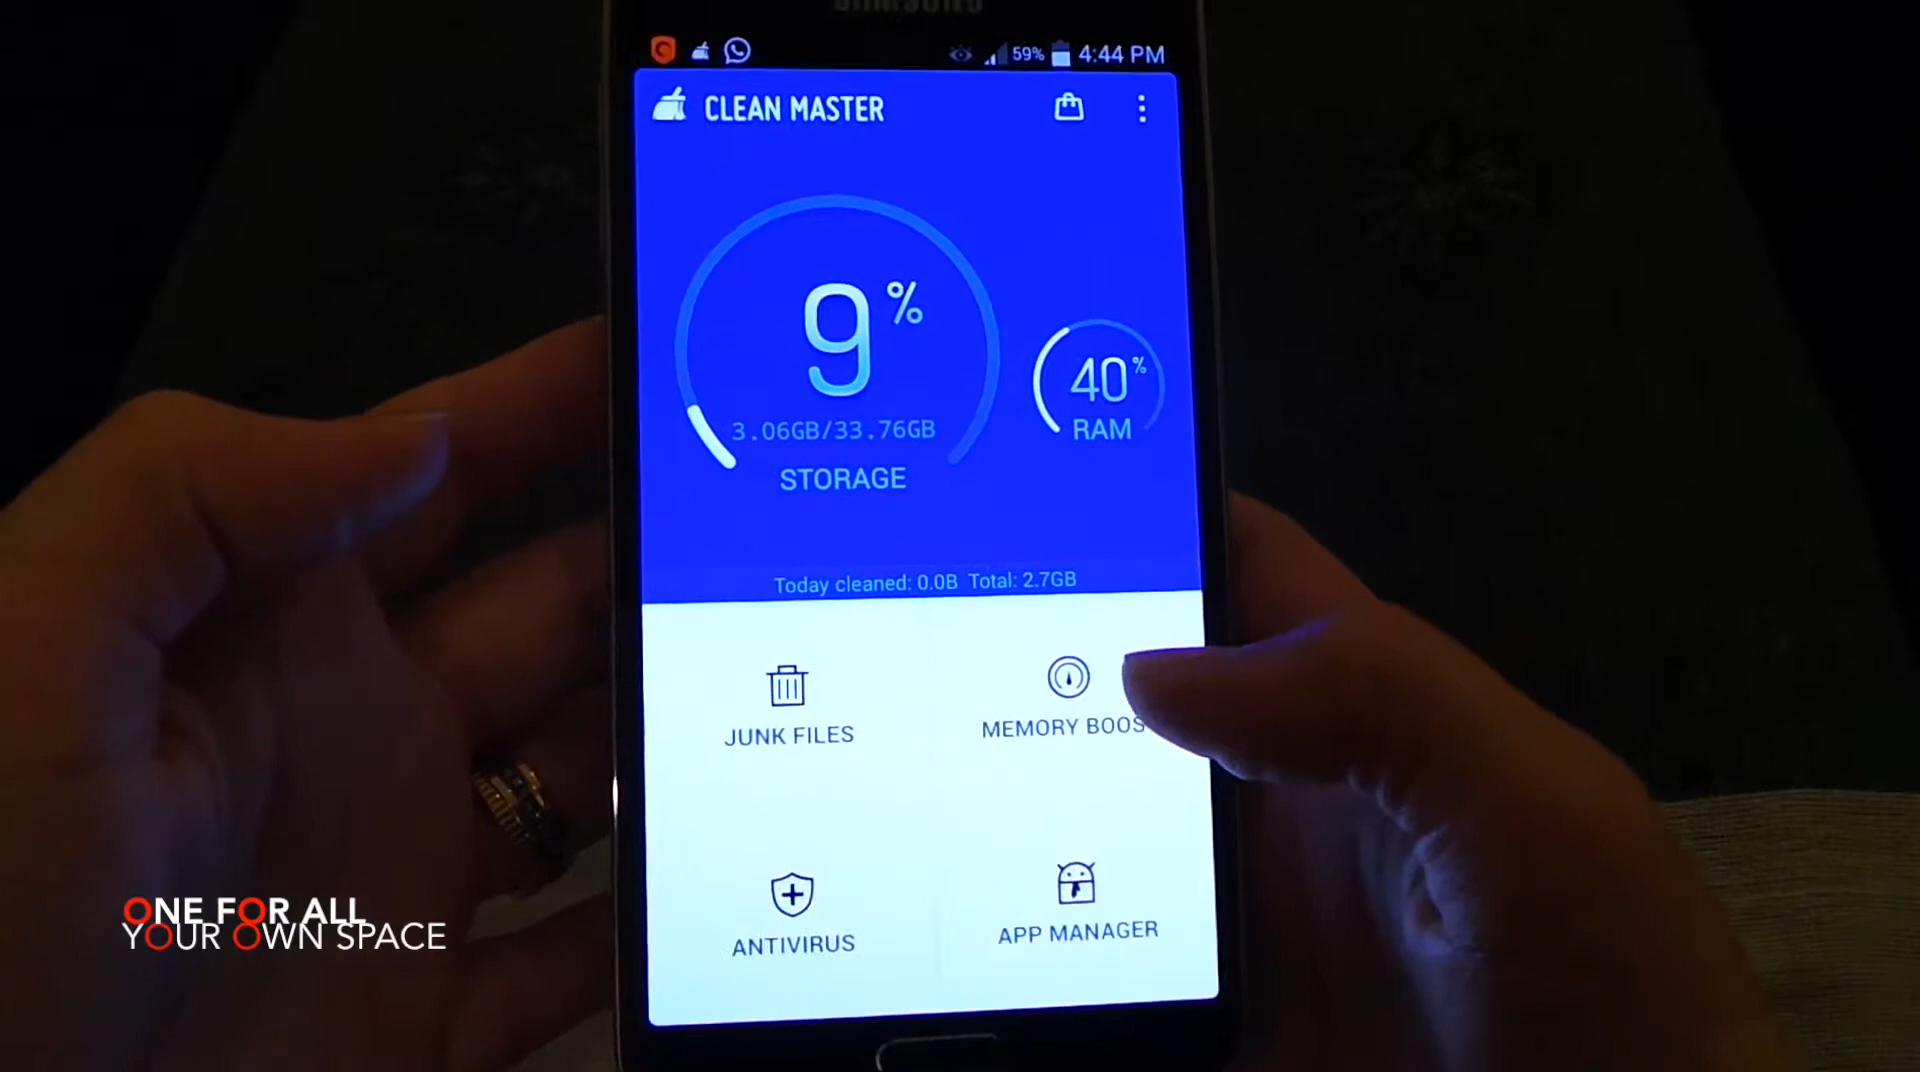 SAMSUNG
59% 4:44 PM
CLEAN MASTER
9%
3.06GB/33.76GB
STORAGE
40%
RAM
Today cleaned: 0.0B Total: 2.7GB
JUNK FILES
MEMORY BOOS
ANTIVIRUS
APP MANAGER
ONE FOR ALL
YOUR OWN SPACE